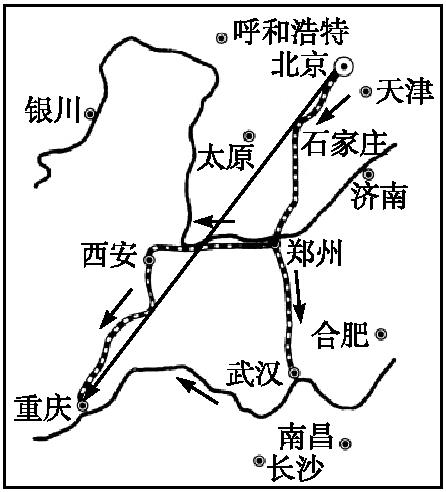 呼和浩特
北京
天津
银川
太原
石家庄
济南
西安
郑州
合肥
武汉
重庆
南昌
长沙